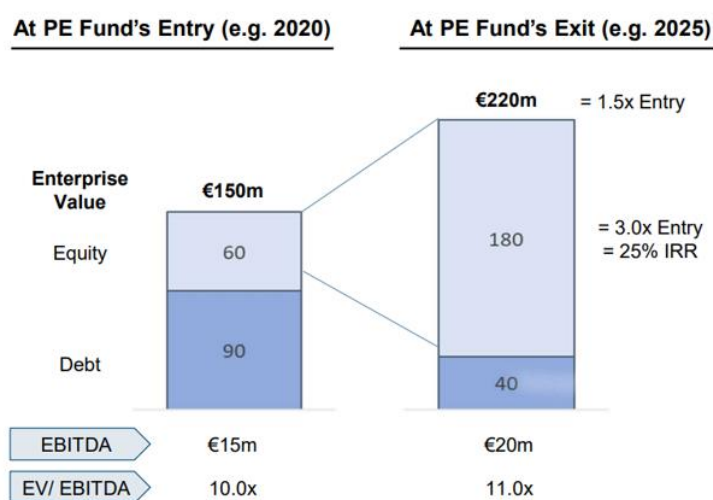 At PE Fund's Entry (e.g. 2020)
At PE Fund's Exit (e.g. 2025)
€220m = 1.5x Entry
Enterprise
Value
€150m
Equity
60
180
= 3.0x Entry
= 25% IRR
Debt
90
40
EBITDA €15m €20m
EV/ EBITDA 10.0x 11.0x